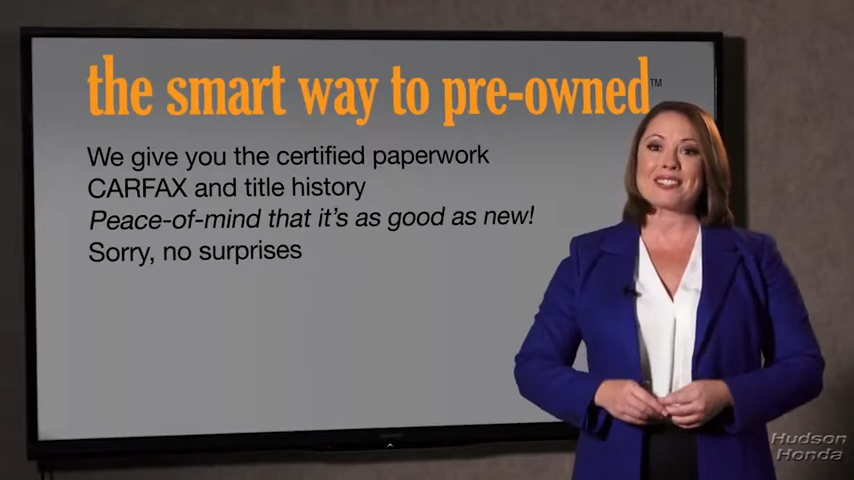 the smart way to pre-owned™
We give you the certified paperwork
CARFAX and title history
Peace-of-mind that it's as good as new!
Sorry, no surprises
Hudson
Honda